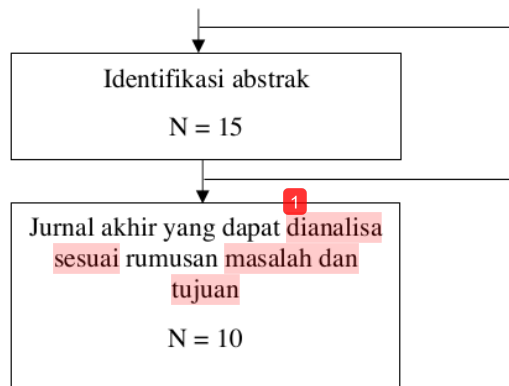 Identifikasi abstrak
N = 15
1
Jurnal akhir yang dapat dianalisa
sesuai rumusan masalah dan
tujuan
N = 10